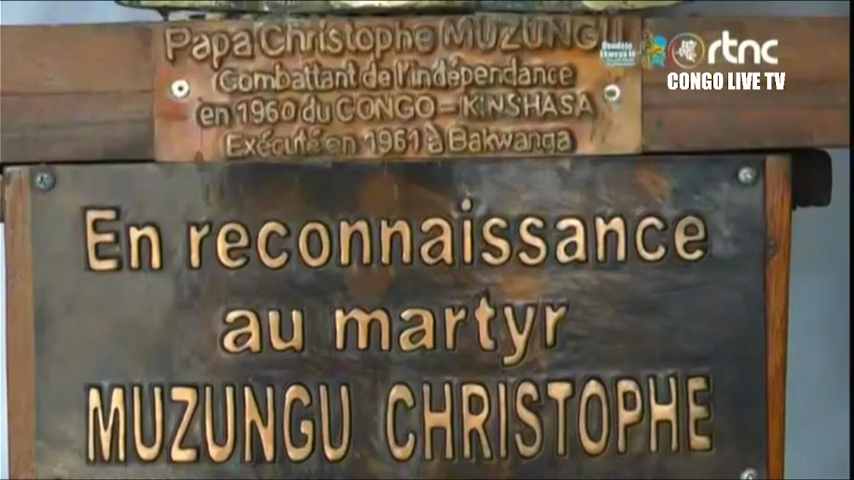 Papa Christophe MUZUNGU
Combattant de l'indépendance
en 1960 du CONGO - KINSHASA
Exécuté en 1961 à Bakwanga
En reconnaissance
au martyr
MUZUNGU CHRISTOPHE
rtnc
CONGO LIVE TV